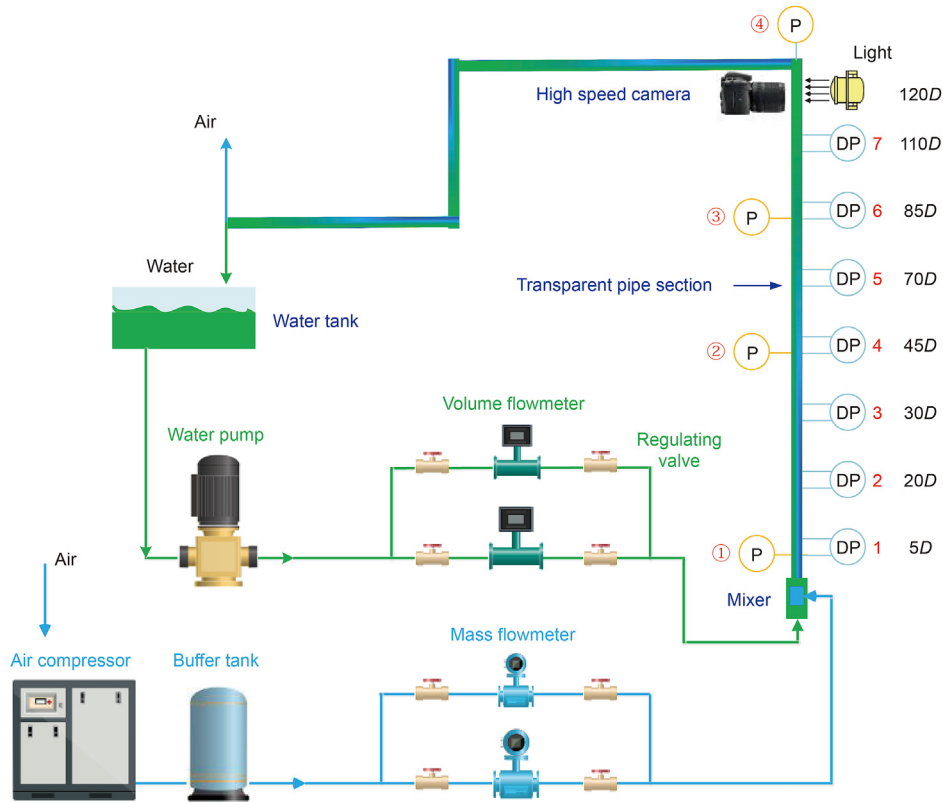 ④
P
Light
High speed camera
120D
Air
DP 7 110D
③ P
DP 6 85D
Water
Transparent pipe section
DP 5 70D
Water tank
② P
DP 4 45D
Volume flowmeter
DP 3 30D
Water pump
Regulating
valve
DP 2 20D
① P
DP 1 5D
Air
Mixer
Mass flowmeter
Air compressor
Buffer tank